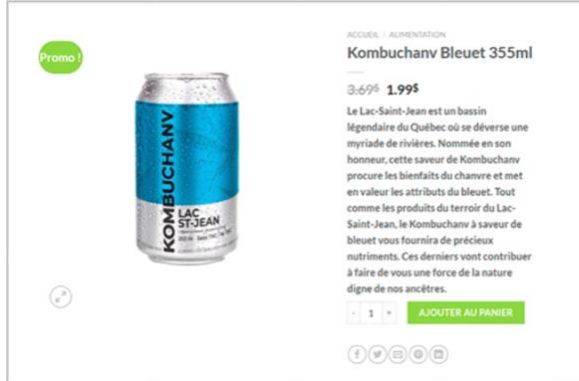 ACCUEIL / ALIMENTATION
Promo !
Kombuchanv Bleuet 355ml
3.69$ 1.99$
Le Lac-Saint-Jean est un bassin
légendaire du Québec où se déverse une
myriade de rivières. Nommée en son
honneur, cette saveur de Kombuchanv
procure les bienfaits du chanvre et met
en valeur les attributs du bleuet. Tout
comme les produits du terroir du Lac-
Saint-Jean, le Kombuchanv à saveur de
bleuet vous fournira de précieux
nutriments. Ces derniers vont contribuer
à faire de vous une force de la nature
digne de nos ancêtres.
- 1 +
AJOUTER AU PANIER
KOMBUCHANV
LAC
ST-JEAN